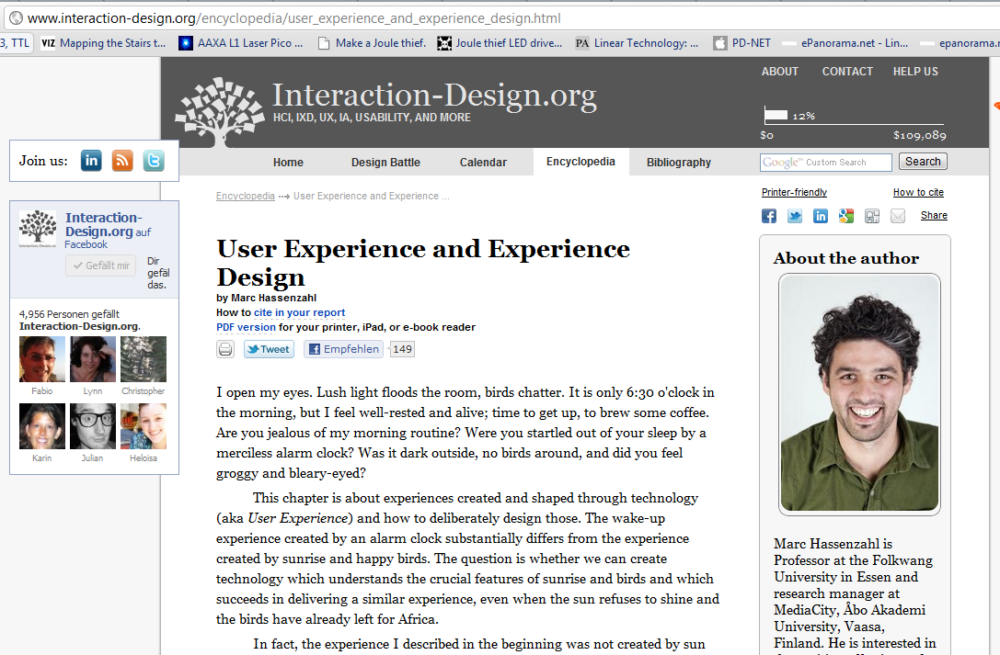 www.interaction-design.org/encyclopedia/user_experience_and_experience_design.html
3, TTL
VIZ Mapping the Stairs t...
AAXA L1 Laser Pico ...
Make a Joule thief.
Joule thief LED drive...
PA Linear Technology: ...
PD-NET
ePanorama.net - Lin...
epanorama.n
ABOUT CONTACT HELP US
Interaction-Design.org
HCI, IXD, UX, IA, USABILITY, AND MORE
12%
$0 $109,089
Join us:
Home Design Battle Calendar Encyclopedia Bibliography
Google™ Custom Search Search
Encyclopedia ··→ User Experience and Experience ...
Printer-friendly How to cite
Share
Interaction-
Design.org auf
Facebook
Gefällt mir
Dir
gefäl
das.
4,956 Personen gefällt
Interaction-Design.org.
Fabio Lynn Christopher
Karin Julian Heloisa
User Experience and Experience
Design
by Marc Hassenzahl
How to cite in your report
PDF version for your printer, iPad, or e-book reader
Tweet Empfehlen 149
I open my eyes. Lush light floods the room, birds chatter. It is only 6:30 o'clock in
the morning, but I feel well-rested and alive; time to get up, to brew some coffee.
Are you jealous of my morning routine? Were you startled out of your sleep by a
merciless alarm clock? Was it dark outside, no birds around, and did you feel
groggy and bleary-eyed?
This chapter is about experiences created and shaped through technology
(aka User Experience) and how to deliberately design those. The wake-up
experience created by an alarm clock substantially differs from the experience
created by sunrise and happy birds. The question is whether we can create
technology which understands the crucial features of sunrise and birds and which
succeeds in delivering a similar experience, even when the sun refuses to shine and
the birds have already left for Africa.
In fact, the experience I described in the beginning was not created by sun
About the author
Marc Hassenzahl is
Professor at the Folkwang
University in Essen and
research manager at
MediaCity, Åbo Akademi
University, Vaasa,
Finland. He is interested in